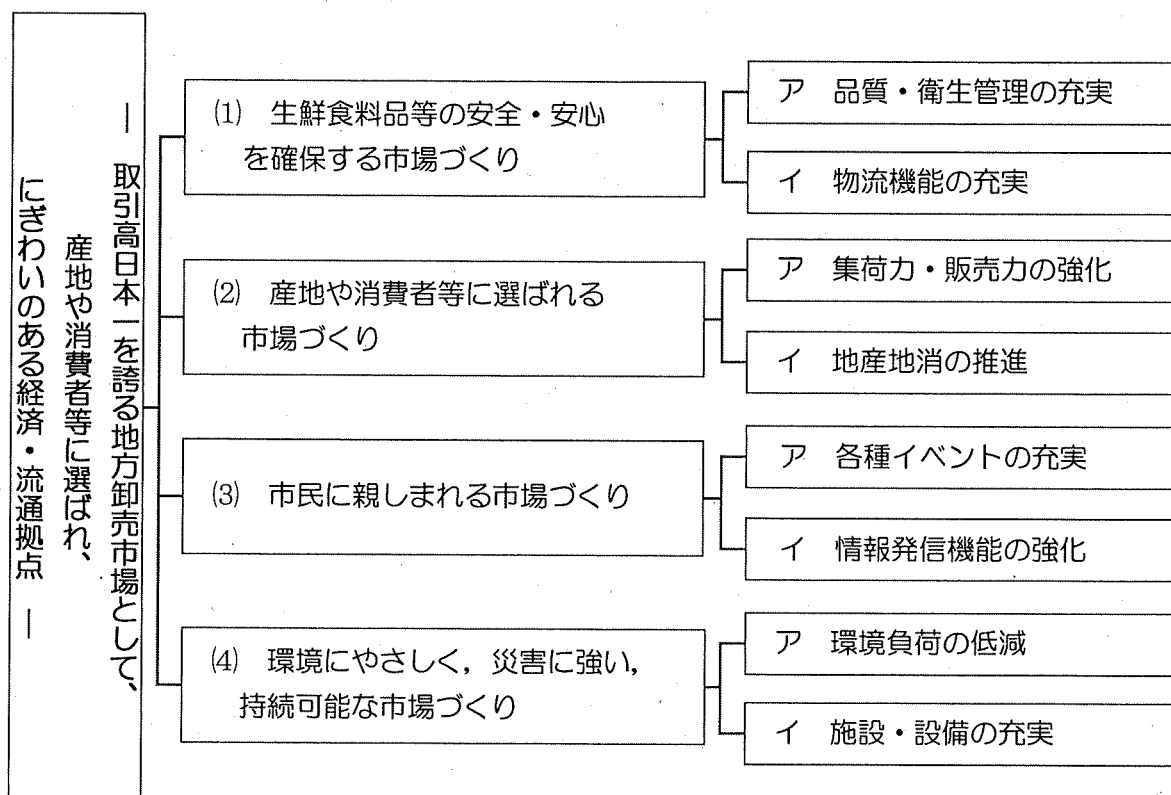 ― 取引高日本一を誇る地方卸売市場として、
産地や消費者等に選ばれ、
にぎわいのある経済・流通拠点 ―
⑴ 生鮮食料品等の安全・安心
を確保する市場づくり
ア 品質・衛生管理の充実
イ 物流機能の充実
⑵ 産地や消費者等に選ばれる
市場づくり
ア 集荷力・販売力の強化
イ 地産地消の推進
⑶ 市民に親しまれる市場づくり
ア 各種イベントの充実
イ 情報発信機能の強化
⑷ 環境にやさしく，災害に強い，
持続可能な市場づくり
ア 環境負荷の低減
イ 施設・設備の充実